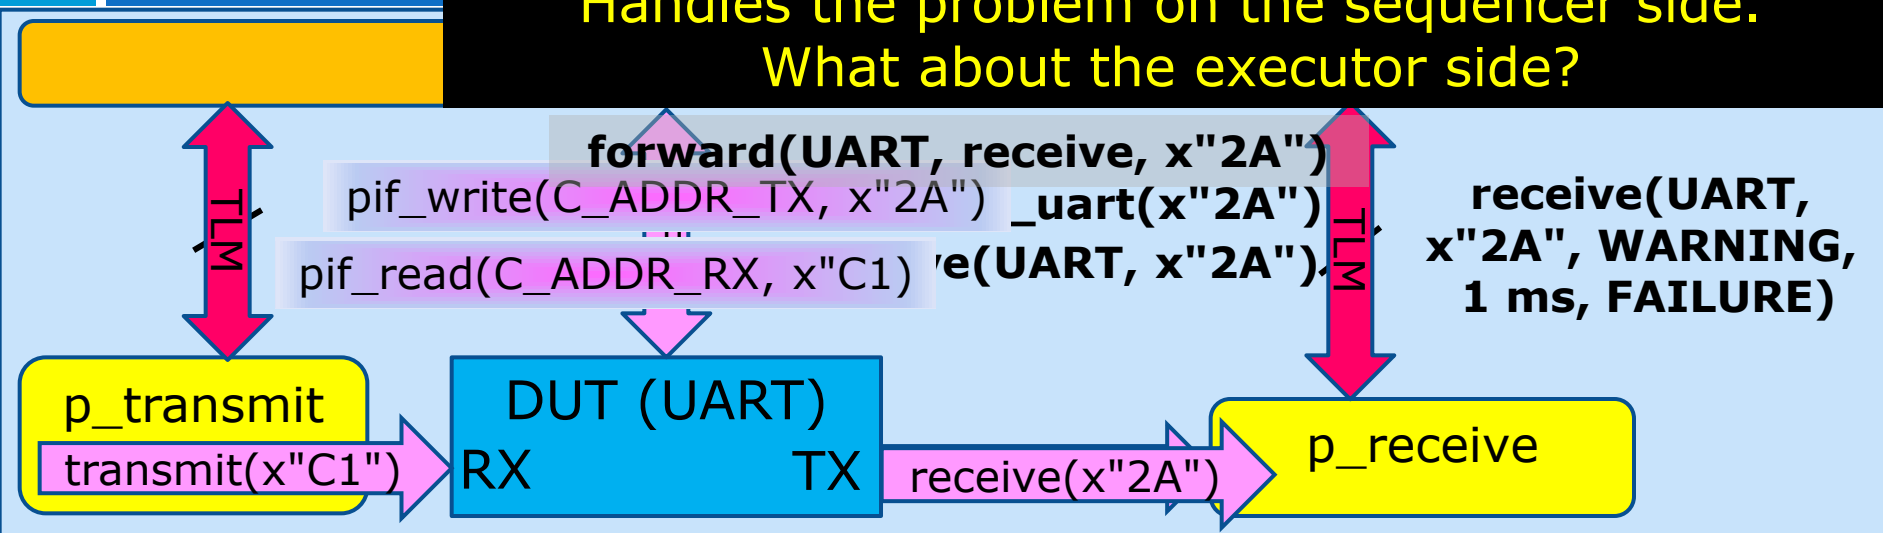 Handles the problem on the sequencer side.
What about the executor side?
forward(UART, receive, x"2A")
pif_write(C_ADDR_TX, x"2A")
_uart(x"2A")
pif_read(C_ADDR_RX, x"C1)
e(UART, x"2A")
TLM
TLM
receive(UART,
x"2A", WARNING,
1 ms, FAILURE)
p_transmit
transmit(x"C1")
DUT (UART)
RX
TX
receive(x"2A")
p_receive